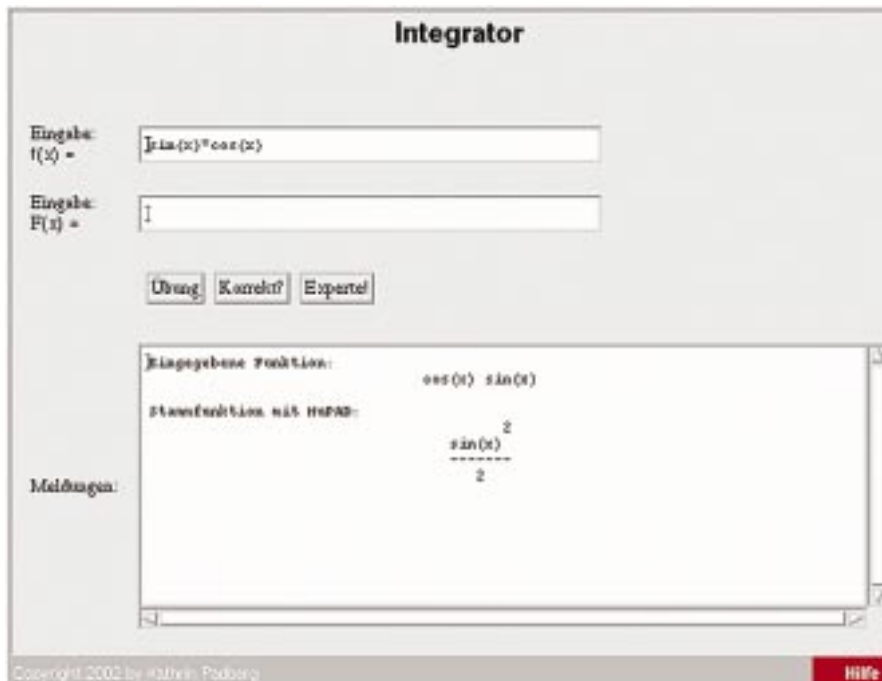 Integrator
Eingabe:
f(x) =
sin(x)*cos(x)
Eingabe:
F(x) =
Übung Korrekt? Experte!
Eingegebene Funktion:
cos(x) sin(x)
Stammfunktion mit MuPAD:
2
sin(x)
-------
2
Meldungen:
Copyright 2002 by Kathrin Padberg
Hilfe